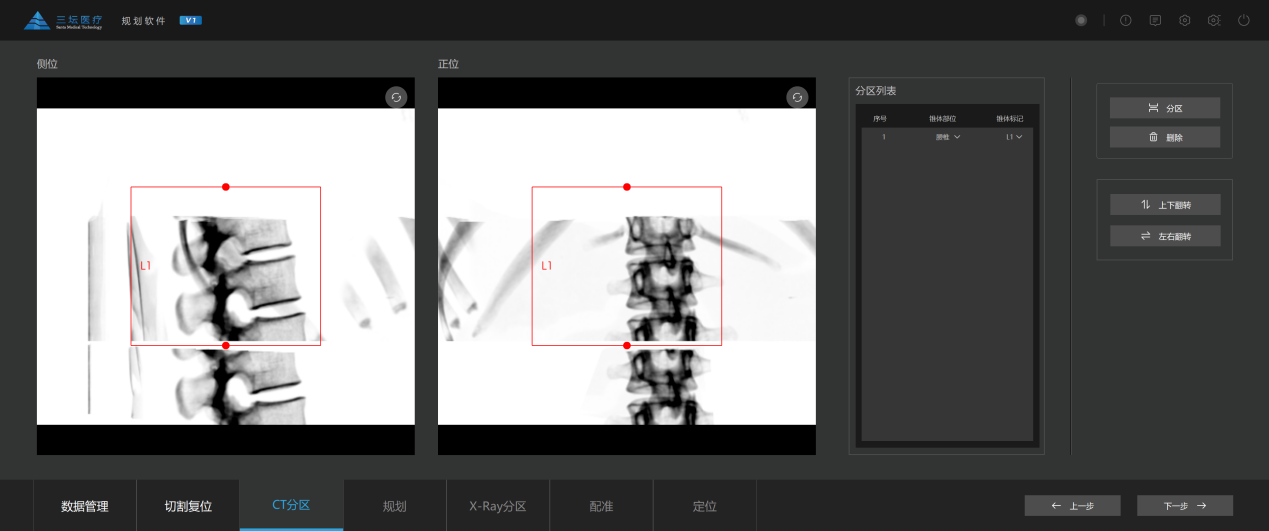 三坛医疗
Santa Medical Technology
规划软件 V1
侧位
正位
L1
L1
分区列表
序号 锥体部位 锥体标记
1 腰椎 L1
分区
删除
上下翻转
左右翻转
数据管理 切割复位 CT分区 规划 X-Ray分区 配准 定位
上一步 下一步